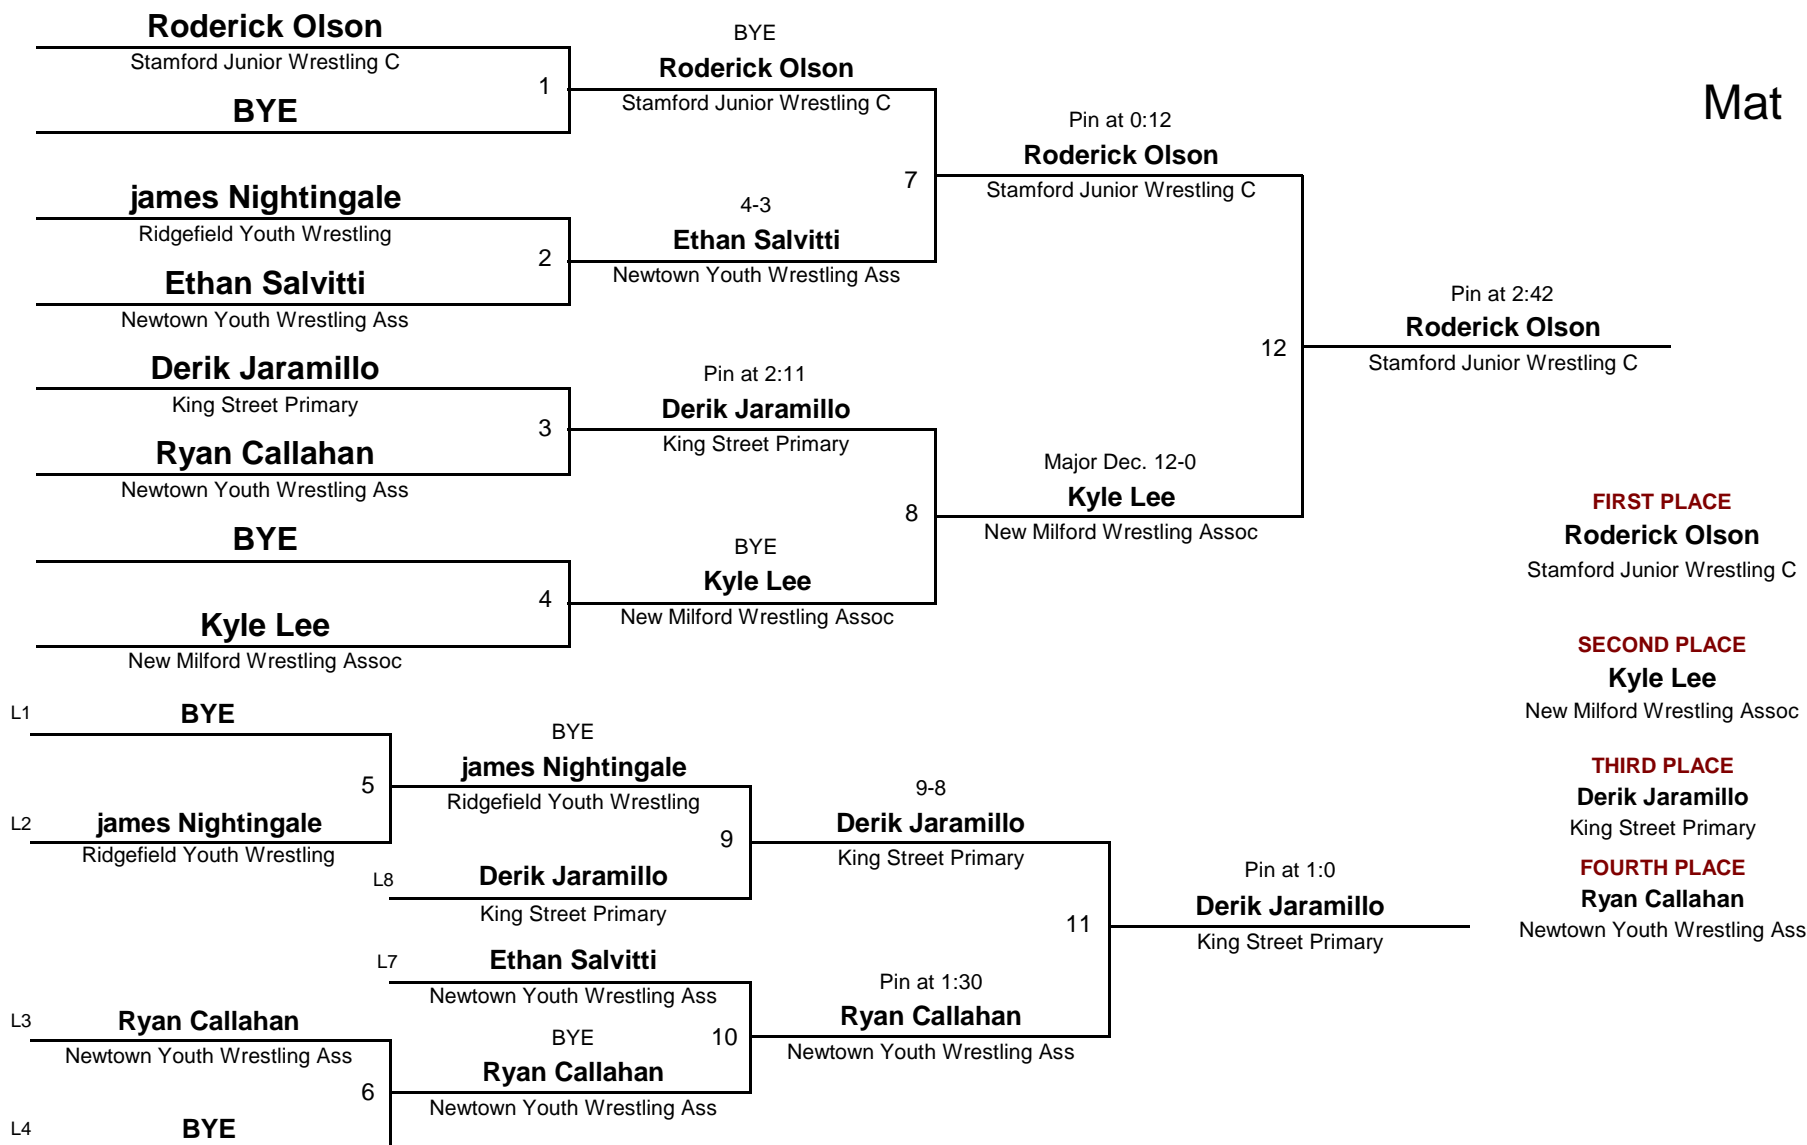 Roderick Olson
Stamford Junior Wrestling C
1
BYE
BYE
Roderick Olson
Stamford Junior Wrestling C
Mat
james Nightingale
Ridgefield Youth Wrestling
2
Ethan Salvitti
Newtown Youth Wrestling Ass
4-3
Ethan Salvitti
Newtown Youth Wrestling Ass
7
Pin at 0:12
Roderick Olson
Stamford Junior Wrestling C
Derik Jaramillo
King Street Primary
3
Ryan Callahan
Newtown Youth Wrestling Ass
Pin at 2:11
Derik Jaramillo
King Street Primary
BYE
4
Kyle Lee
New Milford Wrestling Assoc
BYE
Kyle Lee
New Milford Wrestling Assoc
8
Major Dec. 12-0
Kyle Lee
New Milford Wrestling Assoc
12
Pin at 2:42
Roderick Olson
Stamford Junior Wrestling C
FIRST PLACE
Roderick Olson
Stamford Junior Wrestling C
SECOND PLACE
Kyle Lee
New Milford Wrestling Assoc
THIRD PLACE
Derik Jaramillo
King Street Primary
FOURTH PLACE
Ryan Callahan
Newtown Youth Wrestling Ass
L1
BYE
5
L2
james Nightingale
Ridgefield Youth Wrestling
BYE
james Nightingale
Ridgefield Youth Wrestling
9
L8
Derik Jaramillo
King Street Primary
9-8
Derik Jaramillo
King Street Primary
L7
Ethan Salvitti
Newtown Youth Wrestling Ass
10
L3
Ryan Callahan
Newtown Youth Wrestling Ass
6
L4
BYE
BYE
Ryan Callahan
Newtown Youth Wrestling Ass
Pin at 1:30
Ryan Callahan
Newtown Youth Wrestling Ass
11
Pin at 1:0
Derik Jaramillo
King Street Primary